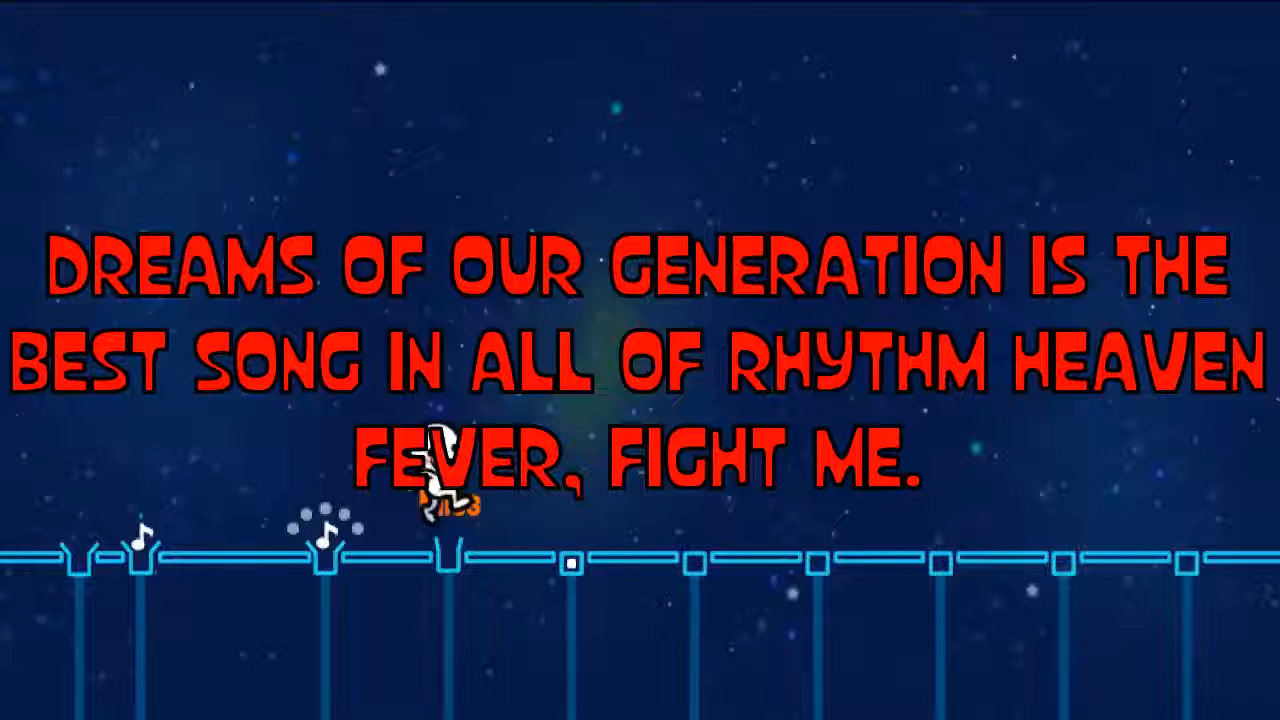 DREAMS OF OUR GENERATION IS THE
BEST SONG IN ALL OF RHYTHM HEAVEN
FEVER, FIGHT ME.